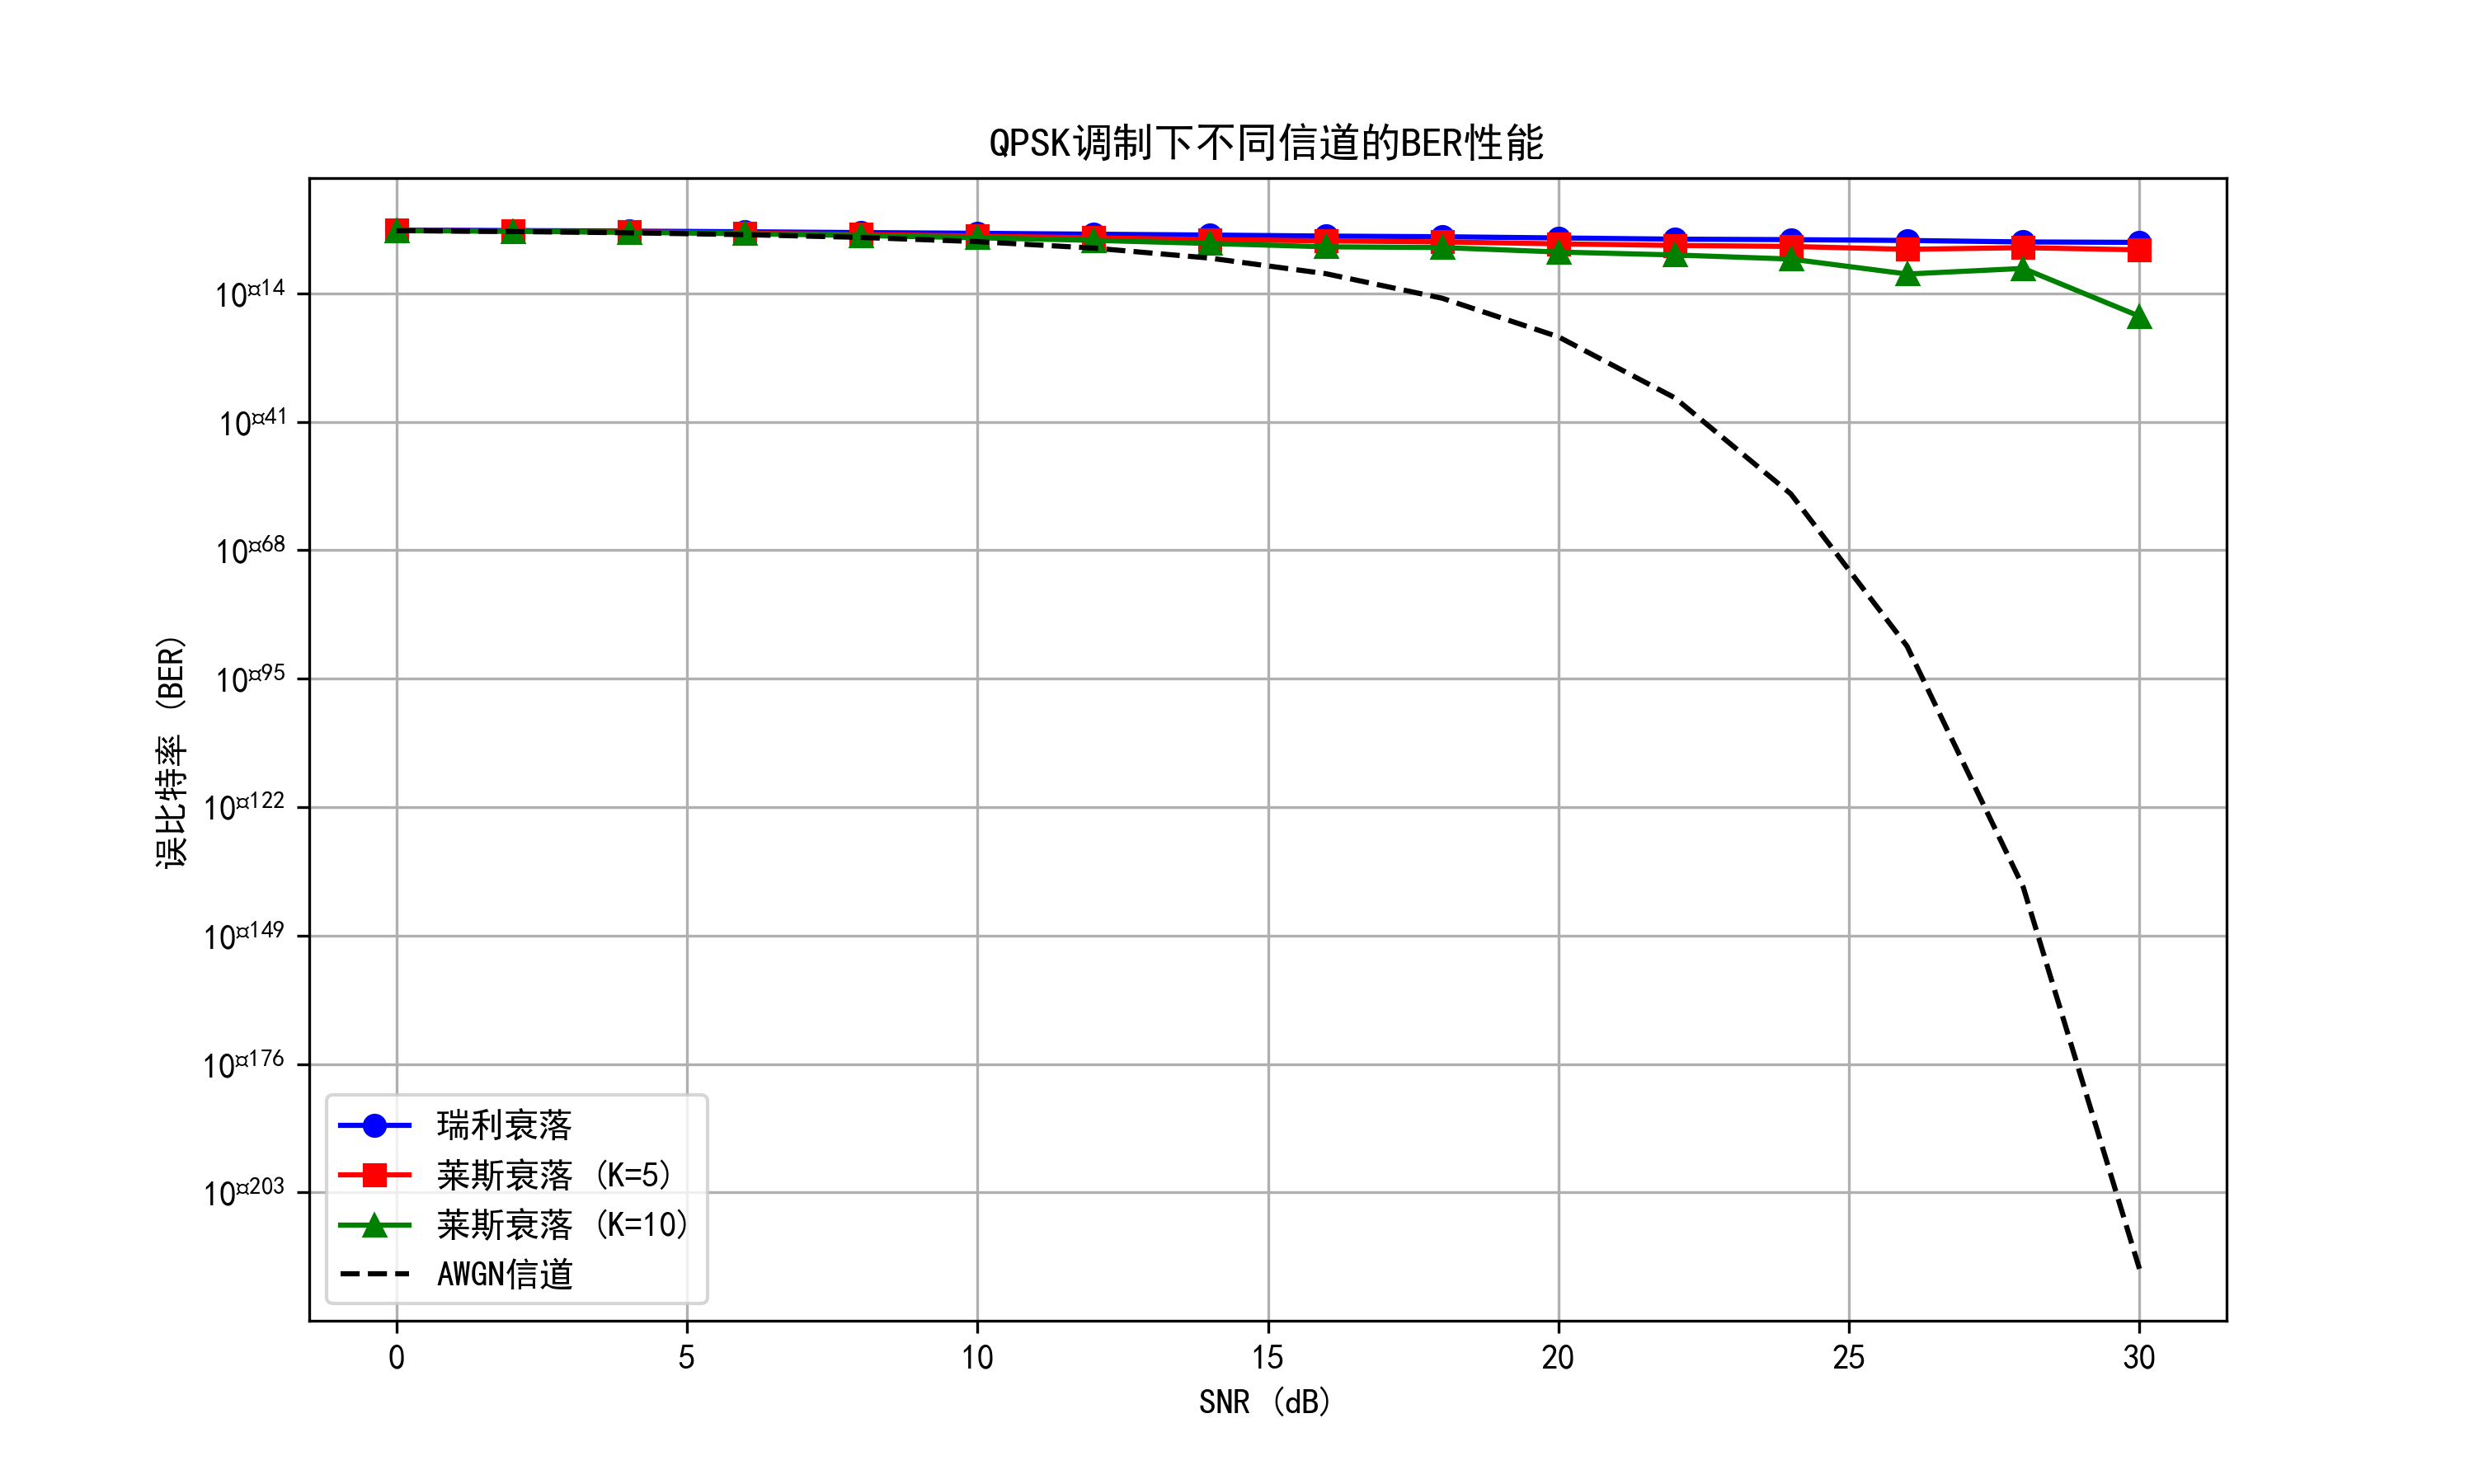 QPSK调制下不同信道的BER性能
10¤14
10¤41
10¤68
10¤95
10¤122
10¤149
10¤176
10¤203
误比特率 (BER)
瑞利衰落
莱斯衰落 (K=5)
莱斯衰落 (K=10)
AWGN信道
0 5 10 15 20 25 30
SNR (dB)